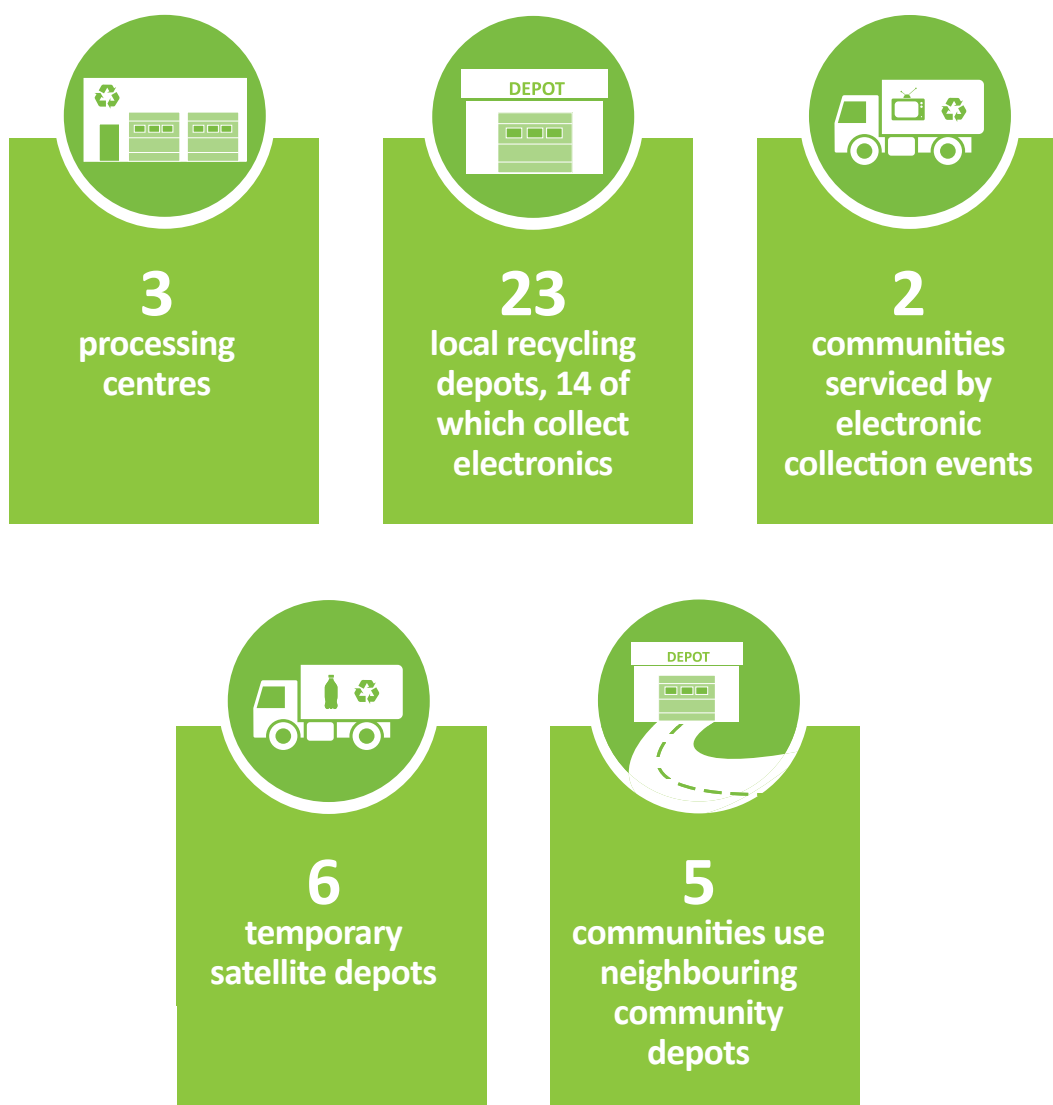 DEPOT
3
processing
centres
23
local recycling
depots, 14 of
which collect
electronics
2
communities
serviced by
electronic
collection events
6
temporary
satellite depots
DEPOT
5
communities use
neighbouring
community
depots